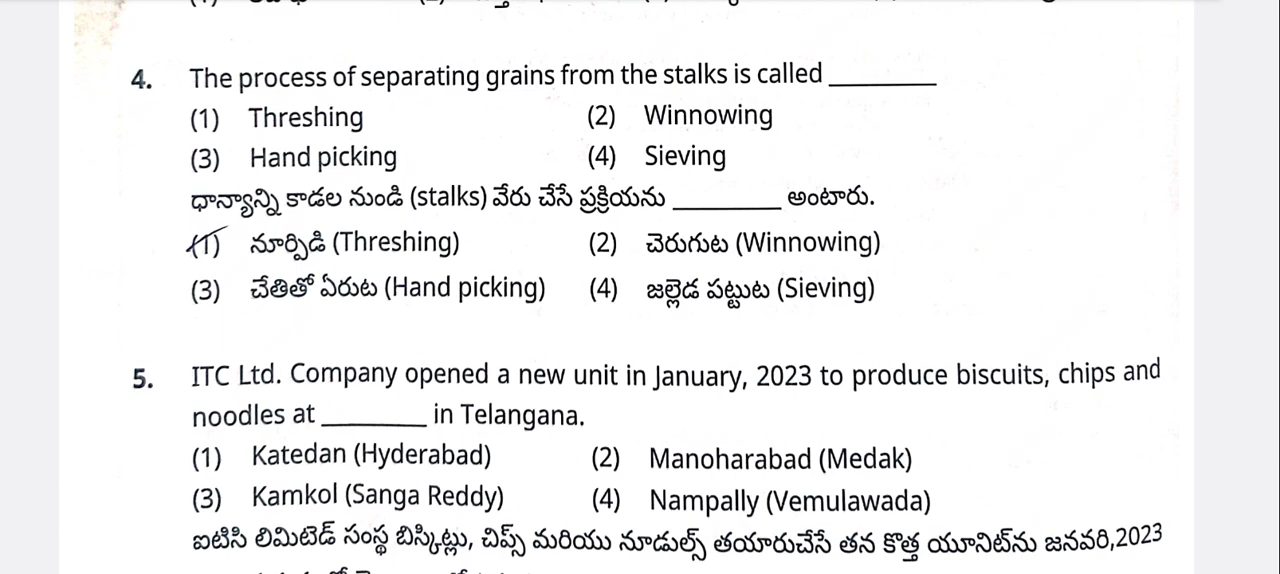 4. The process of separating grains from the stalks is called ________
(1) Threshing (2) Winnowing
(3) Hand picking (4) Sieving
ధాన్యాన్ని కాడల నుండి (stalks) వేరు చేసే ప్రక్రియను ________ అంటారు.
(1) నూర్పిడి (Threshing) (2) చెరుగుట (Winnowing)
(3) చేతితో ఏరుట (Hand picking) (4) జల్లెడ పట్టుట (Sieving)
5. ITC Ltd. Company opened a new unit in January, 2023 to produce biscuits, chips and
noodles at ________ in Telangana.
(1) Katedan (Hyderabad) (2) Manoharabad (Medak)
(3) Kamkol (Sanga Reddy) (4) Nampally (Vemulawada)
ఐటిసి లిమిటెడ్ సంస్థ బిస్కిట్లు, చిప్స్ మరియు నూడుల్స్ తయారుచేసే తన కొత్త యూనిట్‌ను జనవరి,2023